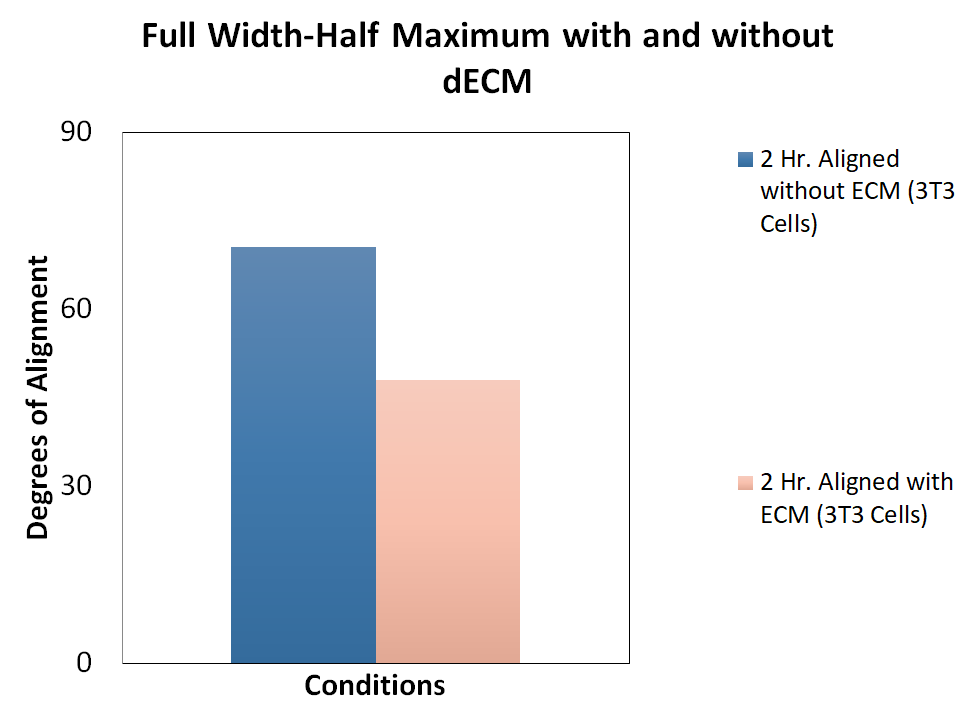 Full Width-Half Maximum with and without
dECM
90
60
30
0
Degrees of Alignment
Conditions
2 Hr. Aligned
without ECM (3T3
Cells)
2 Hr. Aligned with
ECM (3T3 Cells)